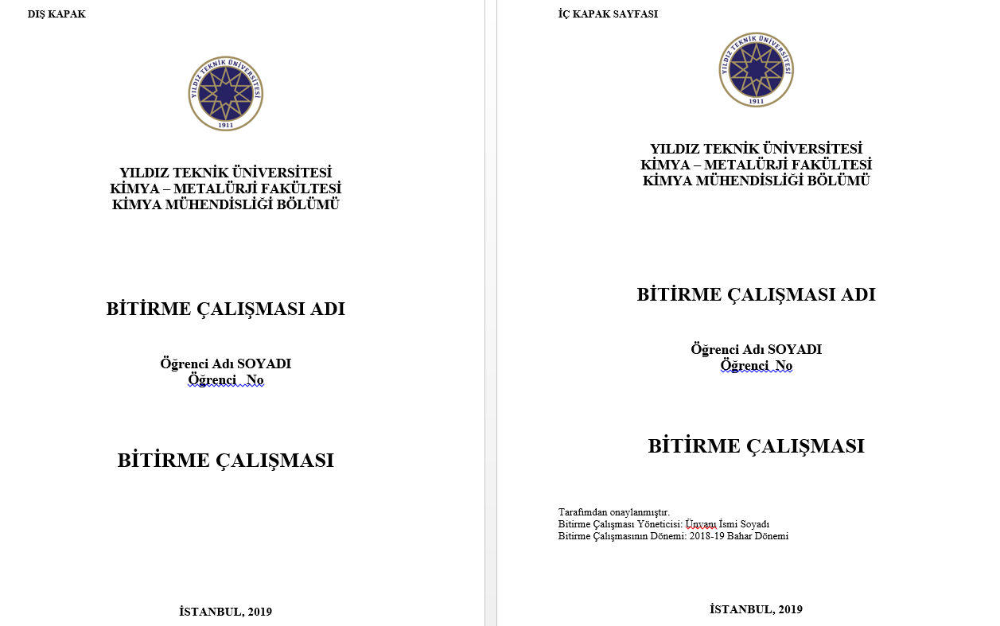 DIŞ KAPAK
YILDIZ TEKNİK ÜNİVERSİTESİ
1911
YILDIZ TEKNİK ÜNİVERSİTESİ
KİMYA – METALÜRJİ FAKÜLTESİ
KİMYA MÜHENDİSLİĞİ BÖLÜMÜ
BİTİRME ÇALIŞMASI ADI
Öğrenci Adı SOYADI
Öğrenci No
BİTİRME ÇALIŞMASI
İSTANBUL, 2019
İÇ KAPAK SAYFASI
YILDIZ TEKNİK ÜNİVERSİTESİ
1911
YILDIZ TEKNİK ÜNİVERSİTESİ
KİMYA – METALÜRJİ FAKÜLTESİ
KİMYA MÜHENDİSLİĞİ BÖLÜMÜ
BİTİRME ÇALIŞMASI ADI
Öğrenci Adı SOYADI
Öğrenci No
BİTİRME ÇALIŞMASI
Tarafımdan onaylanmıştır.
Bitirme Çalışması Yöneticisi: Ünvanı İsmi Soyadı
Bitirme Çalışmasının Dönemi: 2018-19 Bahar Dönemi
İSTANBUL, 2019